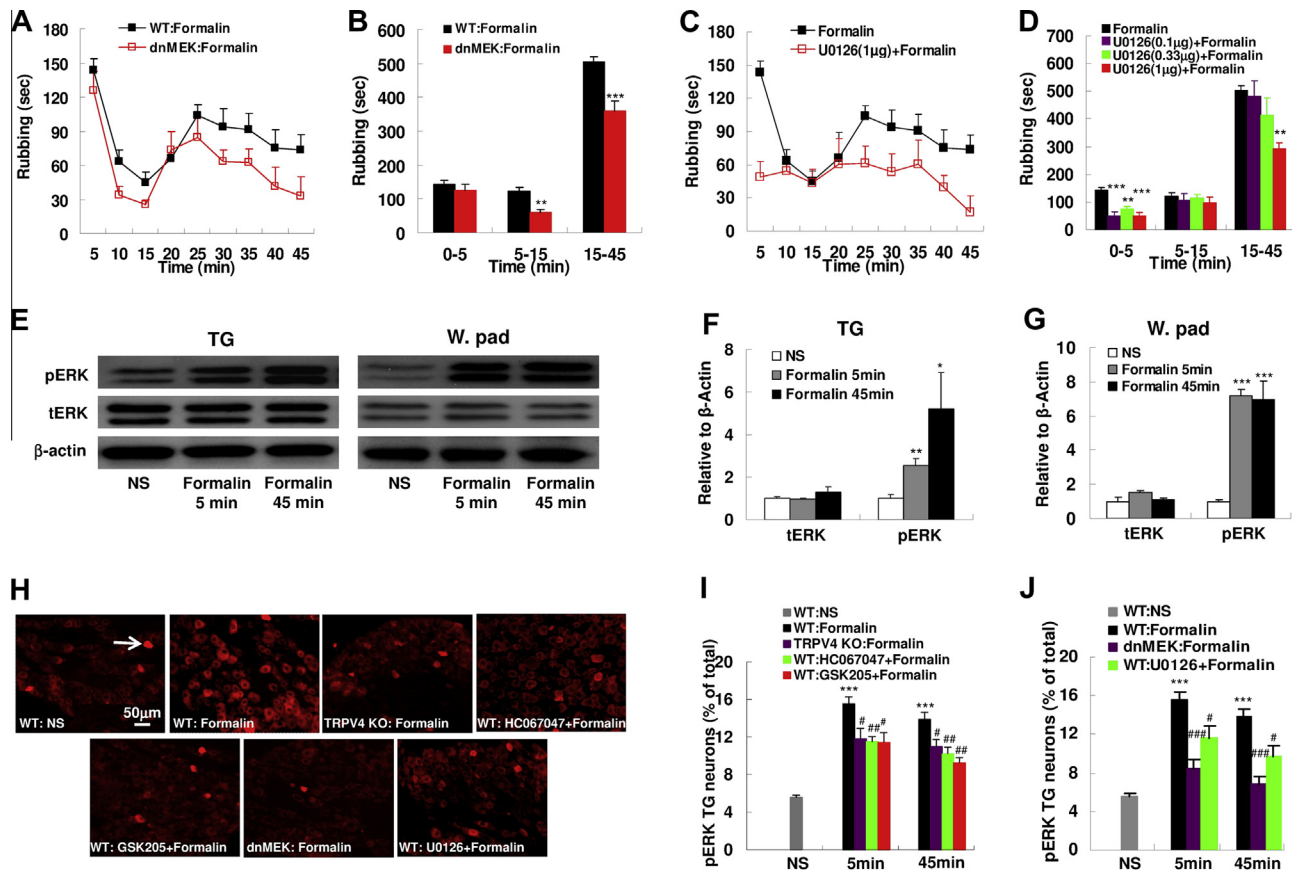 A
WT:Formalin
dnMEK:Formalin
Rubbing (sec)
180
150
120
90
60
30
0
5 10 15 20 25 30 35 40 45
Time (min)
B
WT:Formalin
dnMEK:Formalin
Rubbing (sec)
600
500
400
300
200
100
0
**
***
0-5 5-15 15-45
Time (min)
C
Formalin
U0126(1μg)+Formalin
Rubbing (sec)
180
150
120
90
60
30
0
5 10 15 20 25 30 35 40 45
Time (min)
D
Formalin
U0126(0.1μg)+Formalin
U0126(0.33μg)+Formalin
U0126(1μg)+Formalin
Rubbing (sec)
700
600
500
400
300
200
100
0
*** ** ***
**
0-5 5-15 15-45
Time (min)
E
TG W. pad
pERK
tERK
β-actin
NS Formalin 5 min Formalin 45 min
NS Formalin 5 min Formalin 45 min
F
TG
NS
Formalin 5min
Formalin 45min
Relative to β-Actin
8
6
4
2
0
**
*
tERK pERK
G
W. pad
NS
Formalin 5min
Formalin 45min
Relative to β-Actin
10
8
6
4
2
0
*** ***
tERK pERK
H
WT: NS
50μm
WT: Formalin
TRPV4 KO: Formalin
WT: HC067047+Formalin
WT: GSK205+Formalin
dnMEK: Formalin
WT: U0126+Formalin
I
WT:NS
WT:Formalin
TRPV4 KO:Formalin
WT:HC067047+Formalin
WT:GSK205+Formalin
pERK TG neurons (% of total)
20
16
12
8
4
0
*** # ## #
*** # ## ##
NS 5min 45min
J
WT:NS
WT:Formalin
dnMEK:Formalin
WT:U0126+Formalin
pERK TG neurons (% of total)
20
16
12
8
4
0
*** ### #
*** ### #
NS 5min 45min